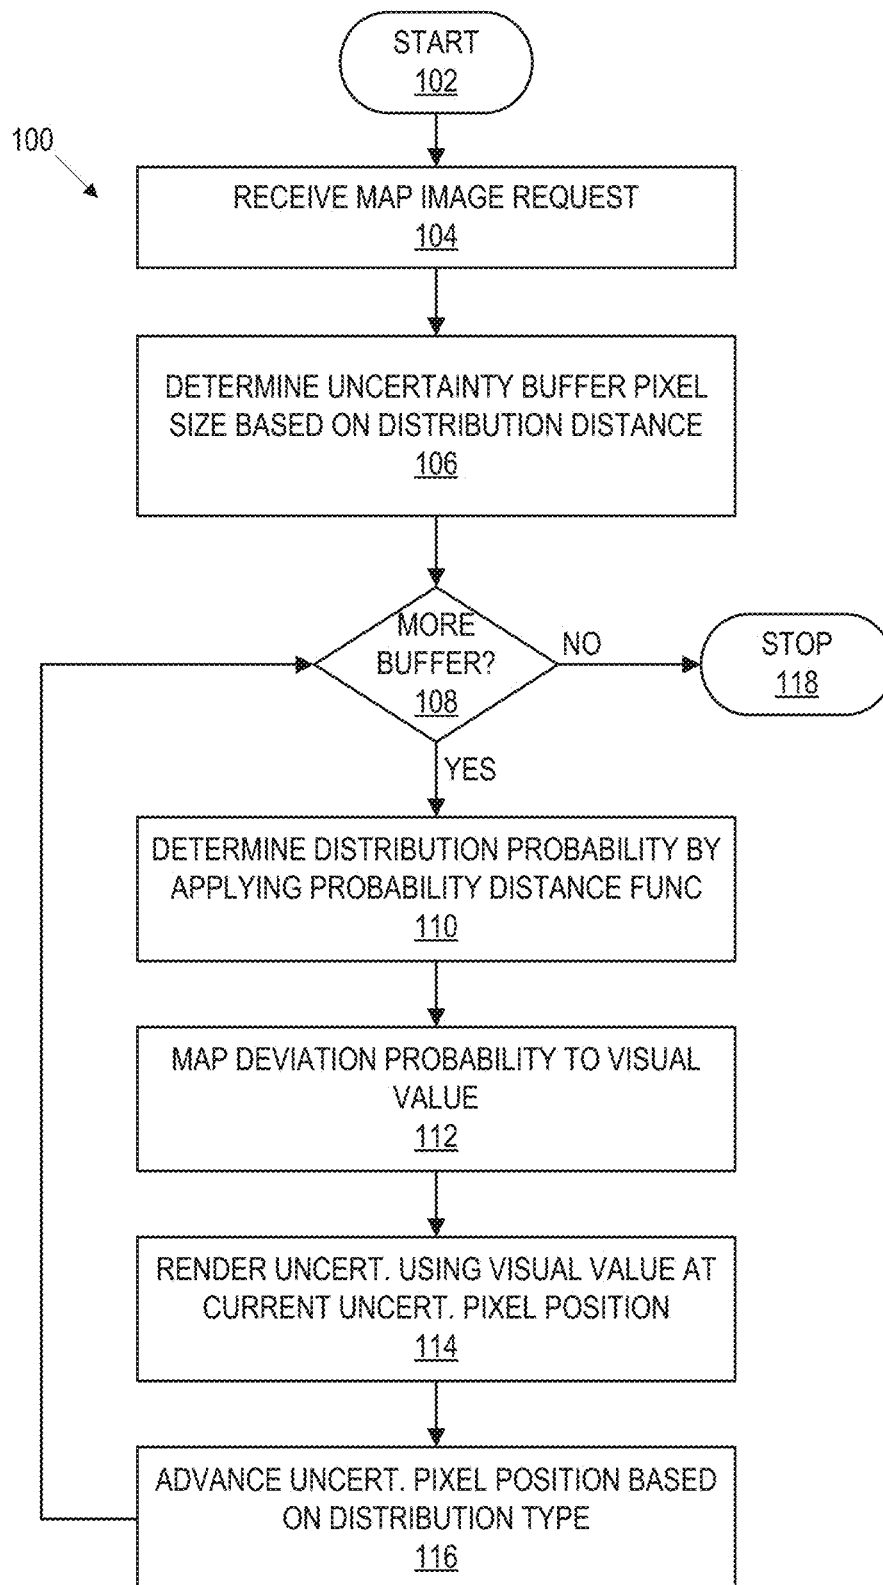 START
102
100
RECEIVE MAP IMAGE REQUEST
104
DETERMINE UNCERTAINTY BUFFER PIXEL
SIZE BASED ON DISTRIBUTION DISTANCE
106
MORE
BUFFER?
108
NO
STOP
118
YES
DETERMINE DISTRIBUTION PROBABILITY BY
APPLYING PROBABILITY DISTANCE FUNC
110
MAP DEVIATION PROBABILITY TO VISUAL
VALUE
112
RENDER UNCERT. USING VISUAL VALUE AT
CURRENT UNCERT. PIXEL POSITION
114
ADVANCE UNCERT. PIXEL POSITION BASED
ON DISTRIBUTION TYPE
116